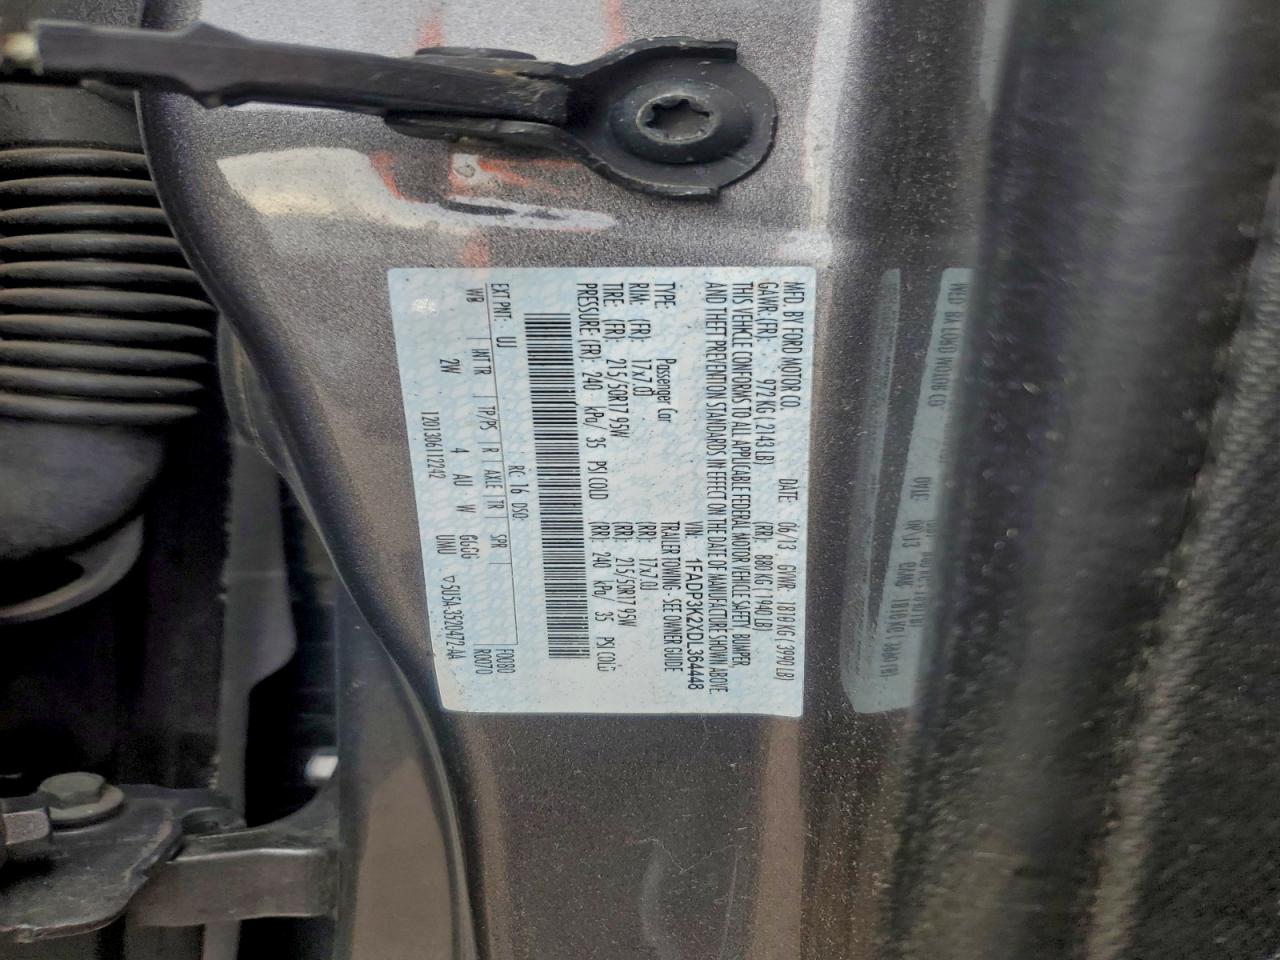 MFD. BY FORD MOTOR CO. DATE: 06/13 GVWR: 1810 KG / 3990 LB)
GAWR: (FR): 972 KG( 2143 LB) (RR): 880 KG ( 1940 LB)
THIS VEHICLE CONFORMS TO ALL APPLICABLE FEDERAL MOTOR VEHICLE SAFETY, BUMPER
AND THEFT PREVENTION STANDARDS IN EFFECT ON THE DATE OF MANUFACTURE SHOWN ABOVE
VIN: 1FADP3K2XDL364448
TYPE: Passenger Car TRAILER TOWING - SEE OWNER GUIDE
RIM: (FR): 17x7.0J (RR): 17x7.0J
TIRE: (FR): 215/50R17 95W (RR): 215/50R17 95W
PRESSURE: (FR): 240 kPa/ 35 PSI COLD (RR): 240 kPa/ 35 PSI COLD
RC: 16 DSO:
EXT PNT: UJ F0080
WB INT TR TP/PS R AXLE TR SPR R0070
2W 4 AU W GGGG
1201306112242 UNU ▽5U5A-3520472-AA